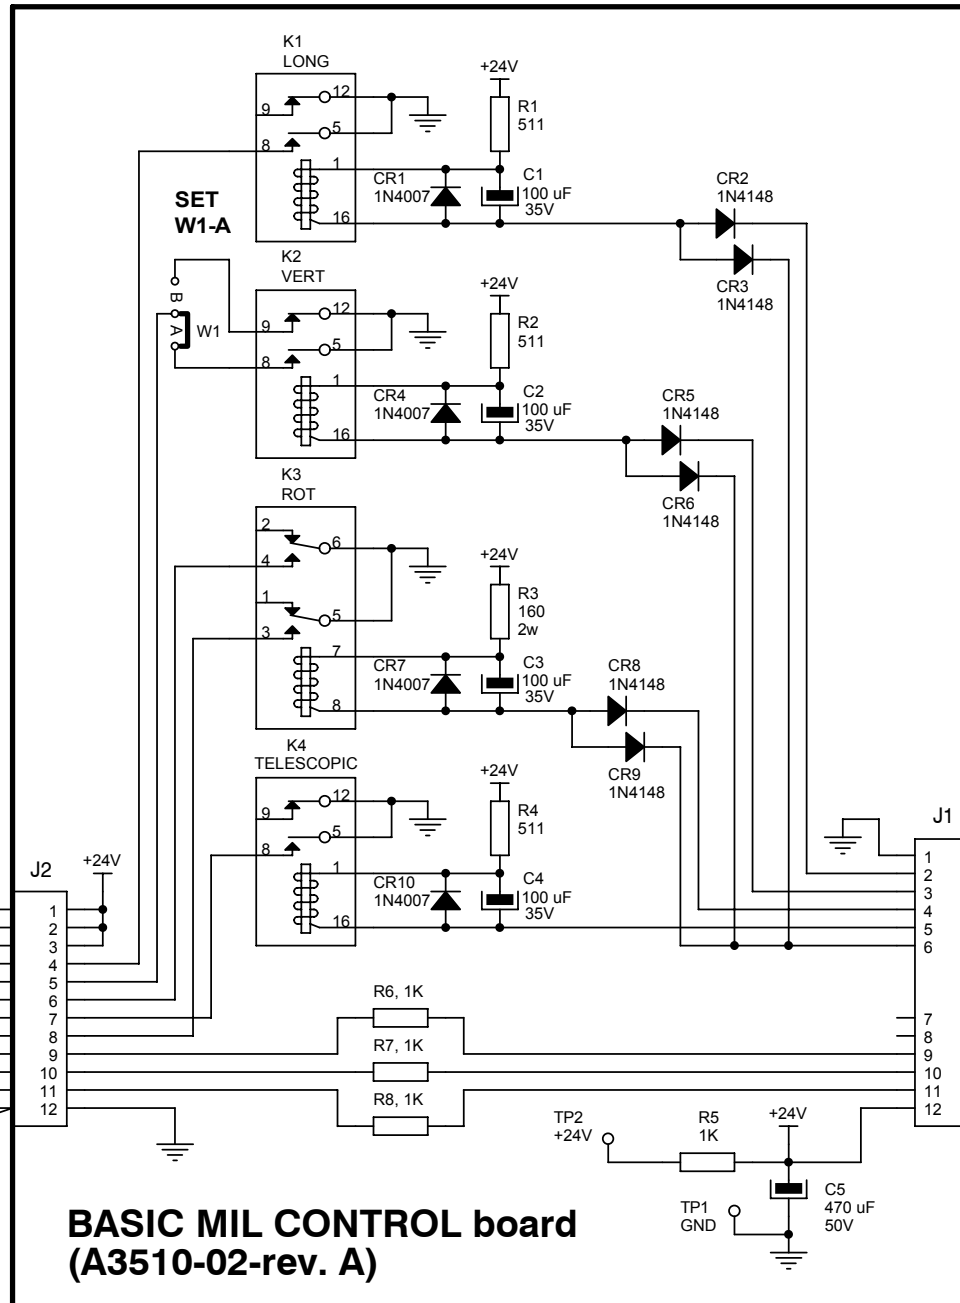 K1
LONG
12
9
5
8
1
16
+24V
R1
511
CR1
1N4007
C1
100 uF
35V
CR2
1N4148
CR3
1N4148
SET
W1-A
B
A
W1
K2
VERT
12
9
5
8
1
16
+24V
R2
511
CR4
1N4007
C2
100 uF
35V
CR5
1N4148
CR6
1N4148
K3
ROT
2
6
4
1
5
3
7
8
+24V
R3
160
2w
CR7
1N4007
C3
100 uF
35V
CR8
1N4148
CR9
1N4148
K4
TELESCOPIC
12
9
5
8
1
16
+24V
R4
511
CR10
1N4007
C4
100 uF
35V
J2
+24V
1
2
3
4
5
6
7
8
9
10
11
12
J1
1
2
3
4
5
6
7
8
9
10
11
12
R6, 1K
R7, 1K
R8, 1K
TP2
+24V
R5
1K
+24V
TP1
GND
C5
470 uF
50V
BASIC MIL CONTROL board
(A3510-02-rev. A)